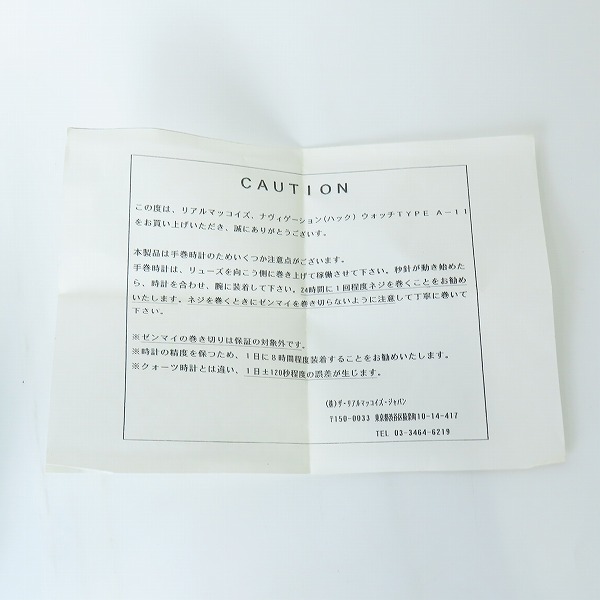 CAUTION
この度は、リアルマッコイズ、ナヴィゲーション(ハック) ウォッチTYPE A-11
をお買い上げいただき、誠にありがとうございす。
本製品は手巻時計のためいくつか注意点がございます。
手巻時計は、リューズを向こう側に巻き上げて稼働させて下さい。秒針が動き始めた
ら、時計を合わせ、腕に装着して下さい。24時間に1回程度ネジを巻くことをお勧め
いたします。ネジを巻くときにゼンマイを巻き切らないように注意して丁寧に巻いて
下さい。
※ゼンマイの巻き切りは保証の対象外です。
※時計の精度を保つため、1日に8時間程度装着することをお勧めいたします。
※クォーツ時計とは違い、1日±120秒程度の誤差が生じます。
(株)ザ・リアルマッコイズ・ジャパン
〒150-0033 東京都渋谷区猿楽町10-14-417
TEL 03-3464-6219